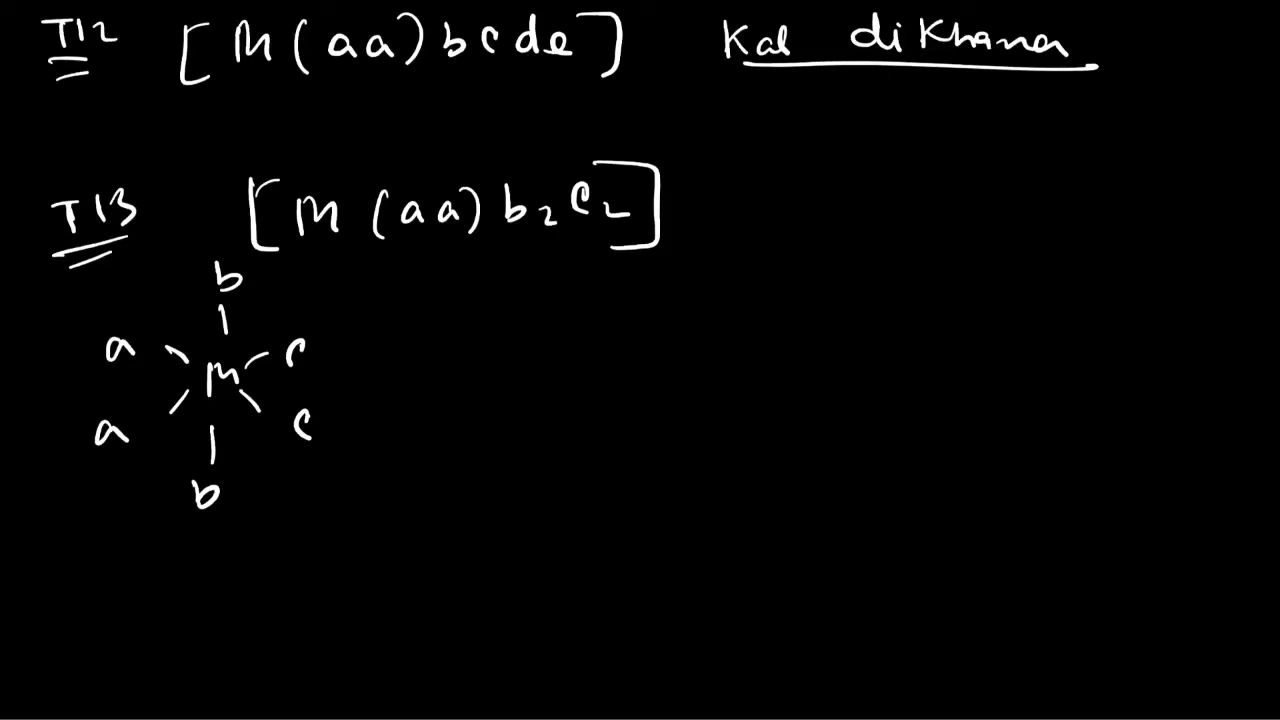 T12 [M(aa)bcde] Kal dikhana
T13 [M(aa)b2c2]
b
a M c
a c
b